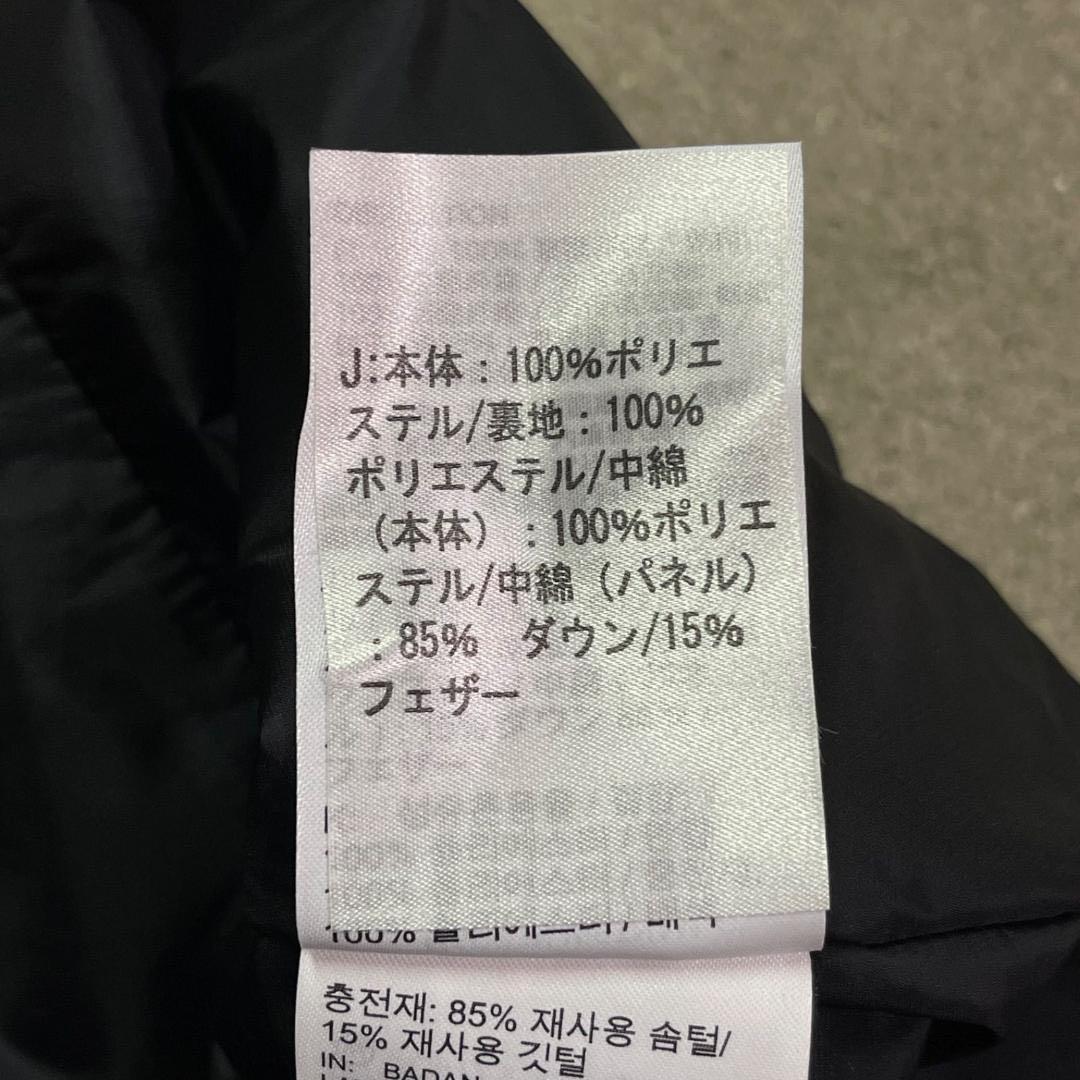 J:本体:100%ポリエ
ステル/裏地:100%
ポリエステル/中綿
(本体):100%ポリエ
ステル/中綿(パネル)
:85% ダウン/15%
フェザー
충전재: 85% 재사용 솜털/
15% 재사용 깃털
IN: BADAN